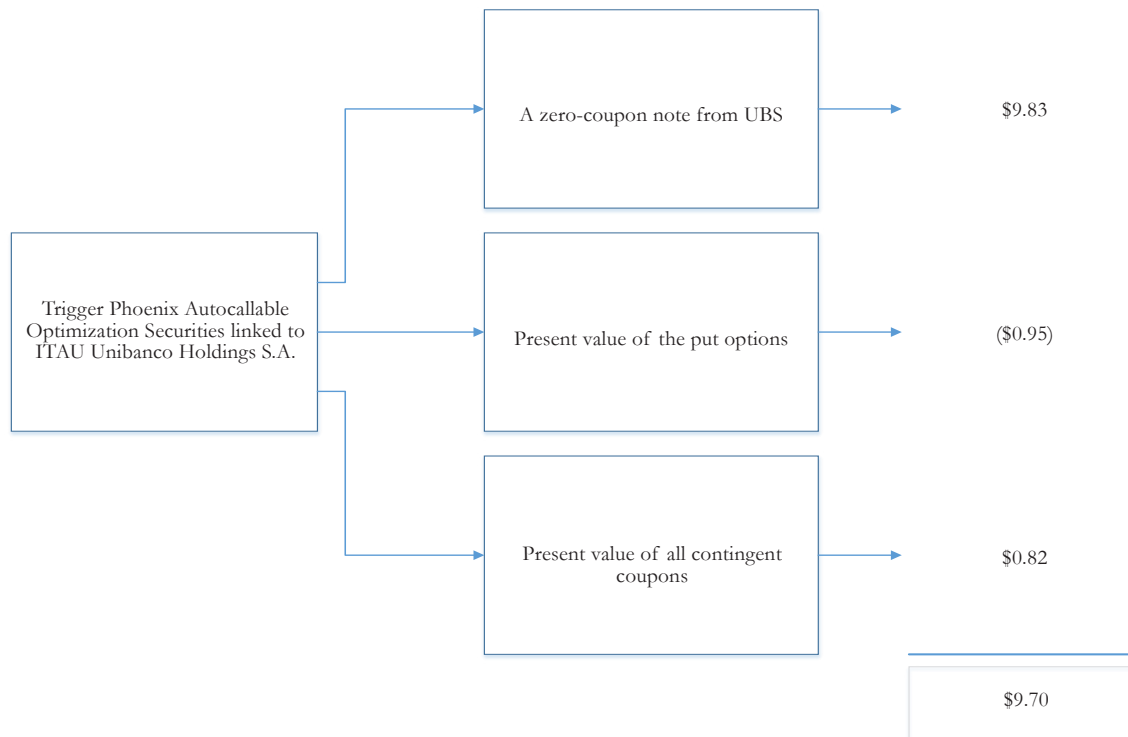 A zero-coupon note from UBS
$9.83
Trigger Phoenix Autocallable
Optimization Securities linked to
ITAU Unibanco Holdings S.A.
Present value of the put options
($0.95)
Present value of all contingent
coupons
$0.82
$9.70